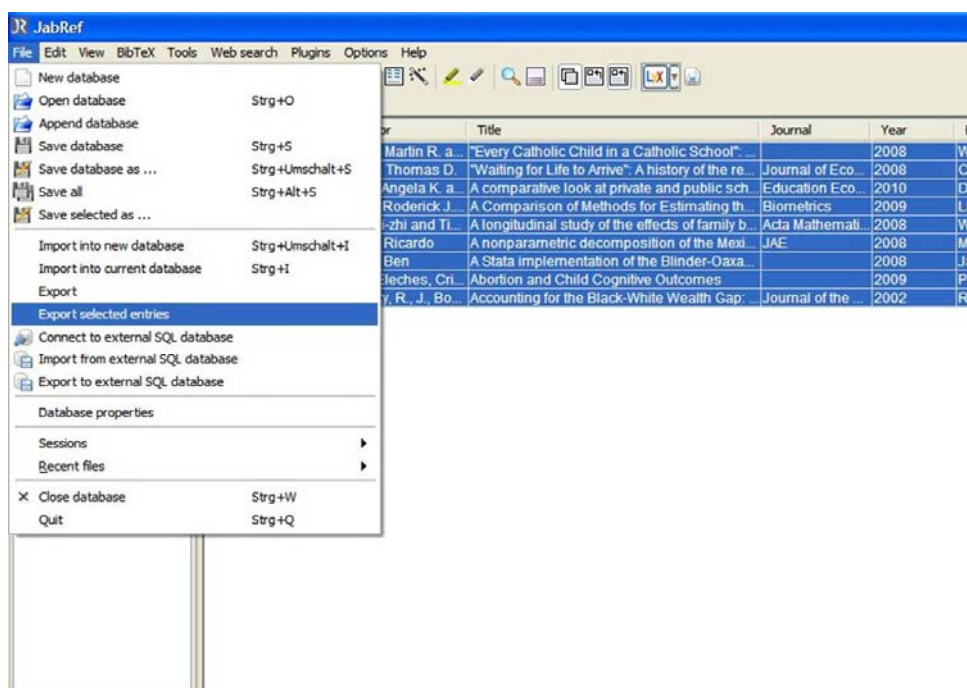 JR JabRef
File Edit View BibTeX Tools Web search Plugins Options Help
New database
Open database Strg+O
Append database
Save database Strg+S
Save database as ... Strg+Umschalt+S
Save all Strg+Alt+S
Save selected as ...
Import into new database Strg+Umschalt+I
Import into current database Strg+I
Export
Export selected entries
Connect to external SQL database
Import from external SQL database
Export to external SQL database
Database properties
Sessions
Recent files
Close database Strg+W
Quit Strg+Q
Title Journal Year
Martin R. a... "Every Catholic Child in a Catholic School": ... 2008
Thomas D. "Waiting for Life to Arrive": A history of the re... Journal of Eco... 2008
Angela K. a... A comparative look at private and public sch... Education Eco... 2010
Roderick J.... A Comparison of Methods for Estimating th... Biometrics 2009
i-zhi and Ti... A longitudinal study of the effects of family b... Acta Mathemati... 2008
Ricardo A nonparametric decomposition of the Mexi... JAE 2008
Ben A Stata implementation of the Blinder-Oaxa... 2008
leches, Cri... Abortion and Child Cognitive Outcomes 2009
y, R., J., Bo... Accounting for the Black-White Wealth Gap: ... Journal of the ... 2002